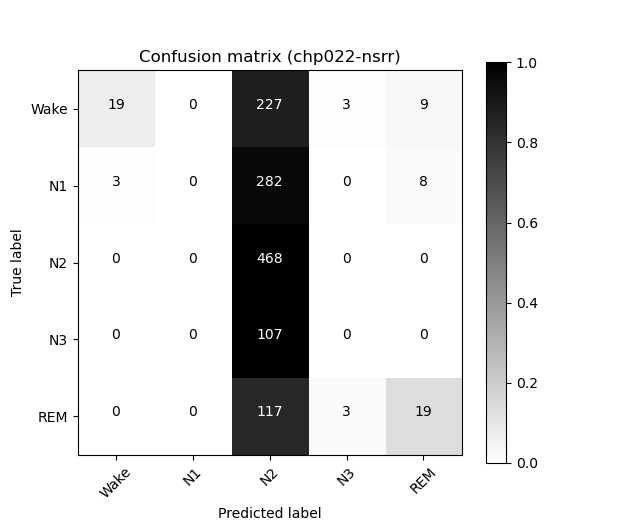 Confusion matrix (chp022-nsrr)
Wake 19 0 227 3 9
N1 3 0 282 0 8
N2 0 0 468 0 0
N3 0 0 107 0 0
REM 0 0 117 3 19
Wake N1 N2 N3 REM
True label
Predicted label
1.0
0.8
0.6
0.4
0.2
0.0